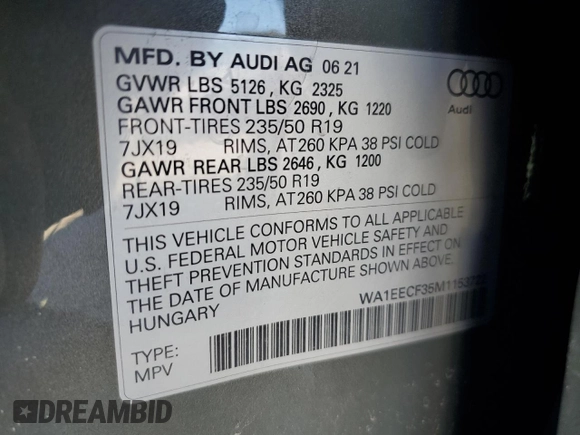 MFD. BY AUDI AG 06 21
GVWR LBS 5126 , KG 2325
GAWR FRONT LBS 2690 , KG 1220
FRONT-TIRES 235/50 R19
7JX19 RIMS, AT260 KPA 38 PSI COLD
GAWR REAR LBS 2646, KG 1200
REAR-TIRES 235/50 R19
7JX19 RIMS, AT260 KPA 38 PSI COLD
Audi
THIS VEHICLE CONFORMS TO ALL APPLICABLE
U.S. FEDERAL MOTOR VEHICLE SAFETY AND
THEFT PREVENTION STANDARDS IN EFFECT ON
THE DATE OF MANUFACTURE SHOWN ABOVE.
HUNGARY
TYPE:
MPV
DREAMBID